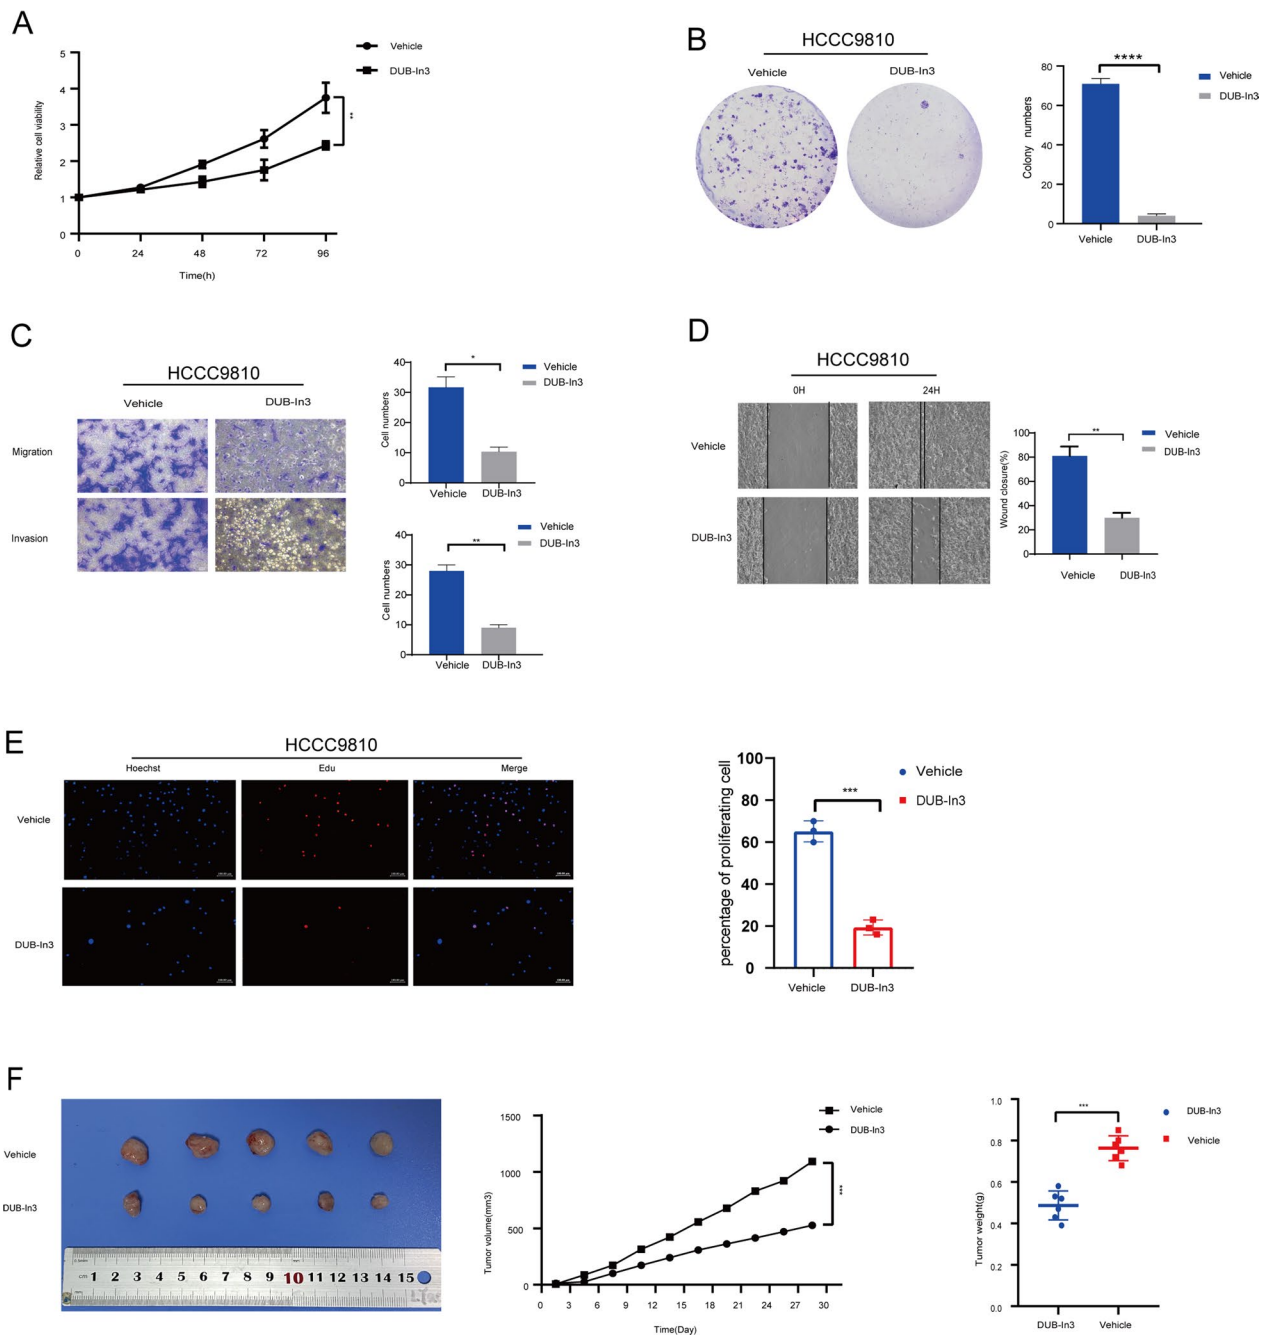 A
Vehicle
DUB-In3
Relative cell viability
5
4
3
2
1
0
**
0 24 48 72 96
Time(h)
B
HCCC9810
Vehicle DUB-In3
Colony numbers
80
60
40
20
0
****
Vehicle
DUB-In3
Vehicle DUB-In3
C
HCCC9810
Vehicle DUB-In3
Migration
Invasion
Cell numbers
40
30
20
10
0
*
Vehicle
DUB-In3
Vehicle DUB-In3
Cell numbers
40
30
20
10
0
**
Vehicle
DUB-In3
Vehicle DUB-In3
D
HCCC9810
0H 24H
Vehicle
DUB-In3
Wound closure(%)
100
80
60
40
20
0
**
Vehicle
DUB-In3
Vehicle DUB-In3
E
HCCC9810
Hoechst Edu Merge
Vehicle
DUB-In3
percentage of proliferating cell
100
80
60
40
20
0
***
Vehicle
DUB-In3
Vehicle DUB-In3
F
Vehicle
DUB-In3
cm 1 2 3 4 5 6 7 8 9 10 11 12 13 14 15
Tumor volume(mm3)
1500
1000
500
0
Vehicle
DUB-In3
***
0 3 6 9 12 15 18 21 24 27 30
Time(Day)
Tumor weight(g)
1.0
0.8
0.6
0.4
0.2
0.0
***
DUB-In3
Vehicle
DUB-In3 Vehicle